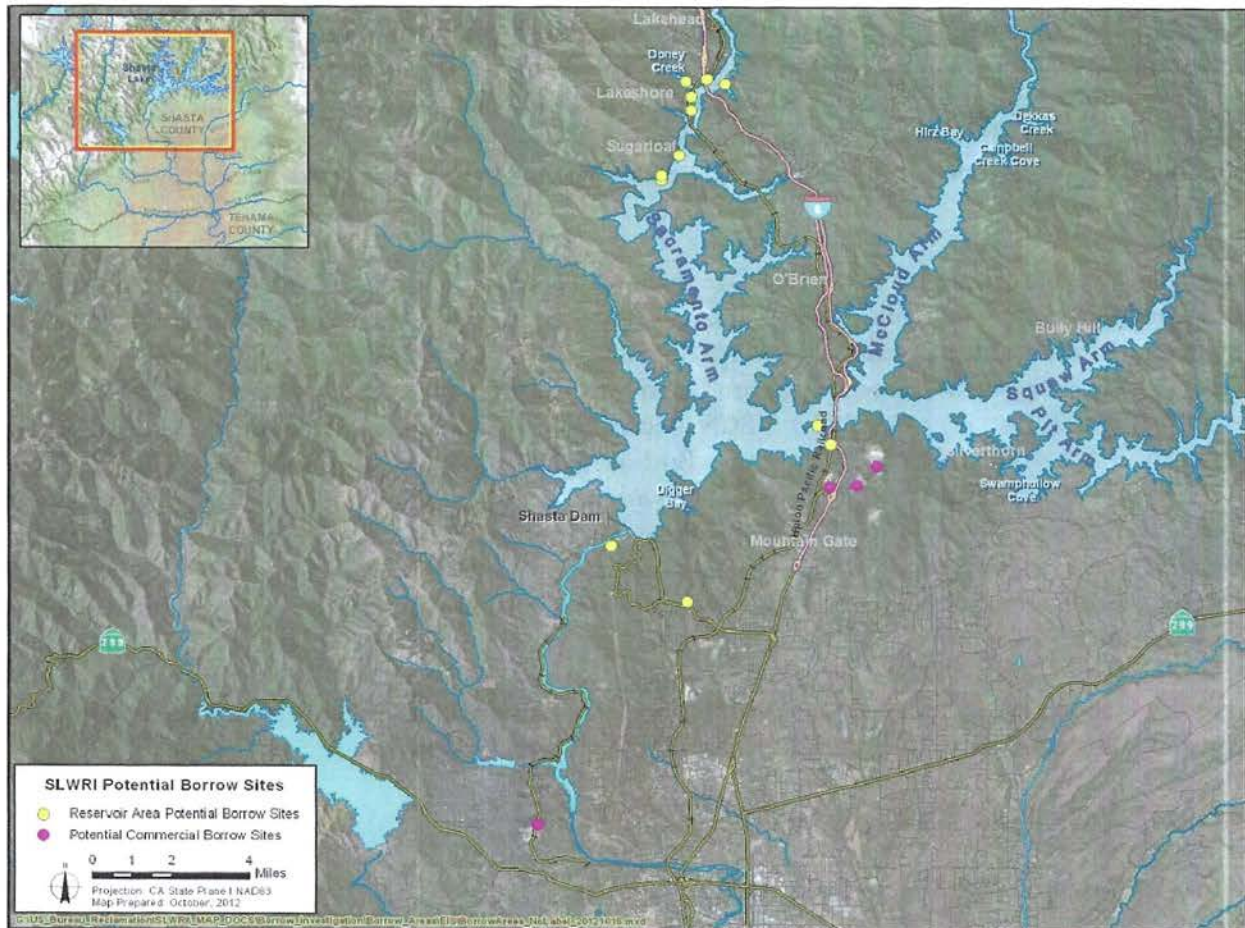 Shasta
Lake
SHASTA
COUNTY
TEHAMA
COUNTY
Lakehead
Doney
Creek
Lakeshore
Sugarloaf
Dekkas
Creek
Hirz Bay
Campbell
Creek Cove
Sacramento Arm
5
O'Brien
McCloud Arm
Bully Hill
Squaw Arm
Pit Arm
Silverthorn
Swamphollow
Cove
Union Pacific Railroad
Digger
Bay
Shasta Dam
Mountain Gate
299
299
SLWRI Potential Borrow Sites
Reservoir Area Potential Borrow Sites
Potential Commercial Borrow Sites
N
0 1 2 4
Miles
Projection: CA State Plane I NAD83
Map Prepared: October, 2012